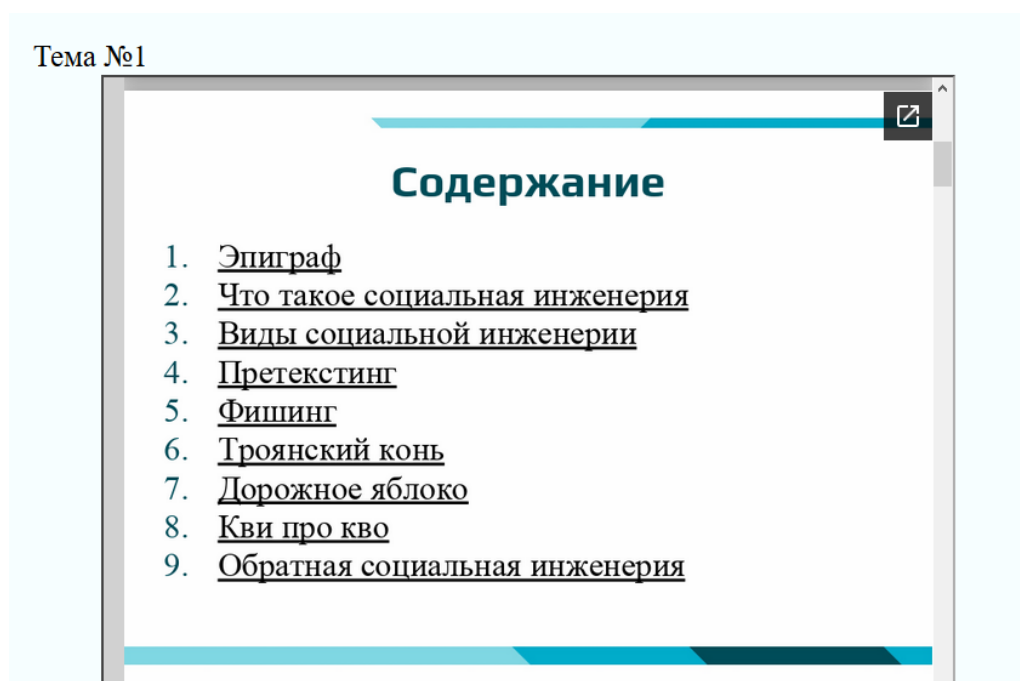 Тема №1
Содержание
1. Эпиграф
2. Что такое социальная инженерия
3. Виды социальной инженерии
4. Претекстинг
5. Фишинг
6. Троянский конь
7. Дорожное яблоко
8. Кви про кво
9. Обратная социальная инженерия